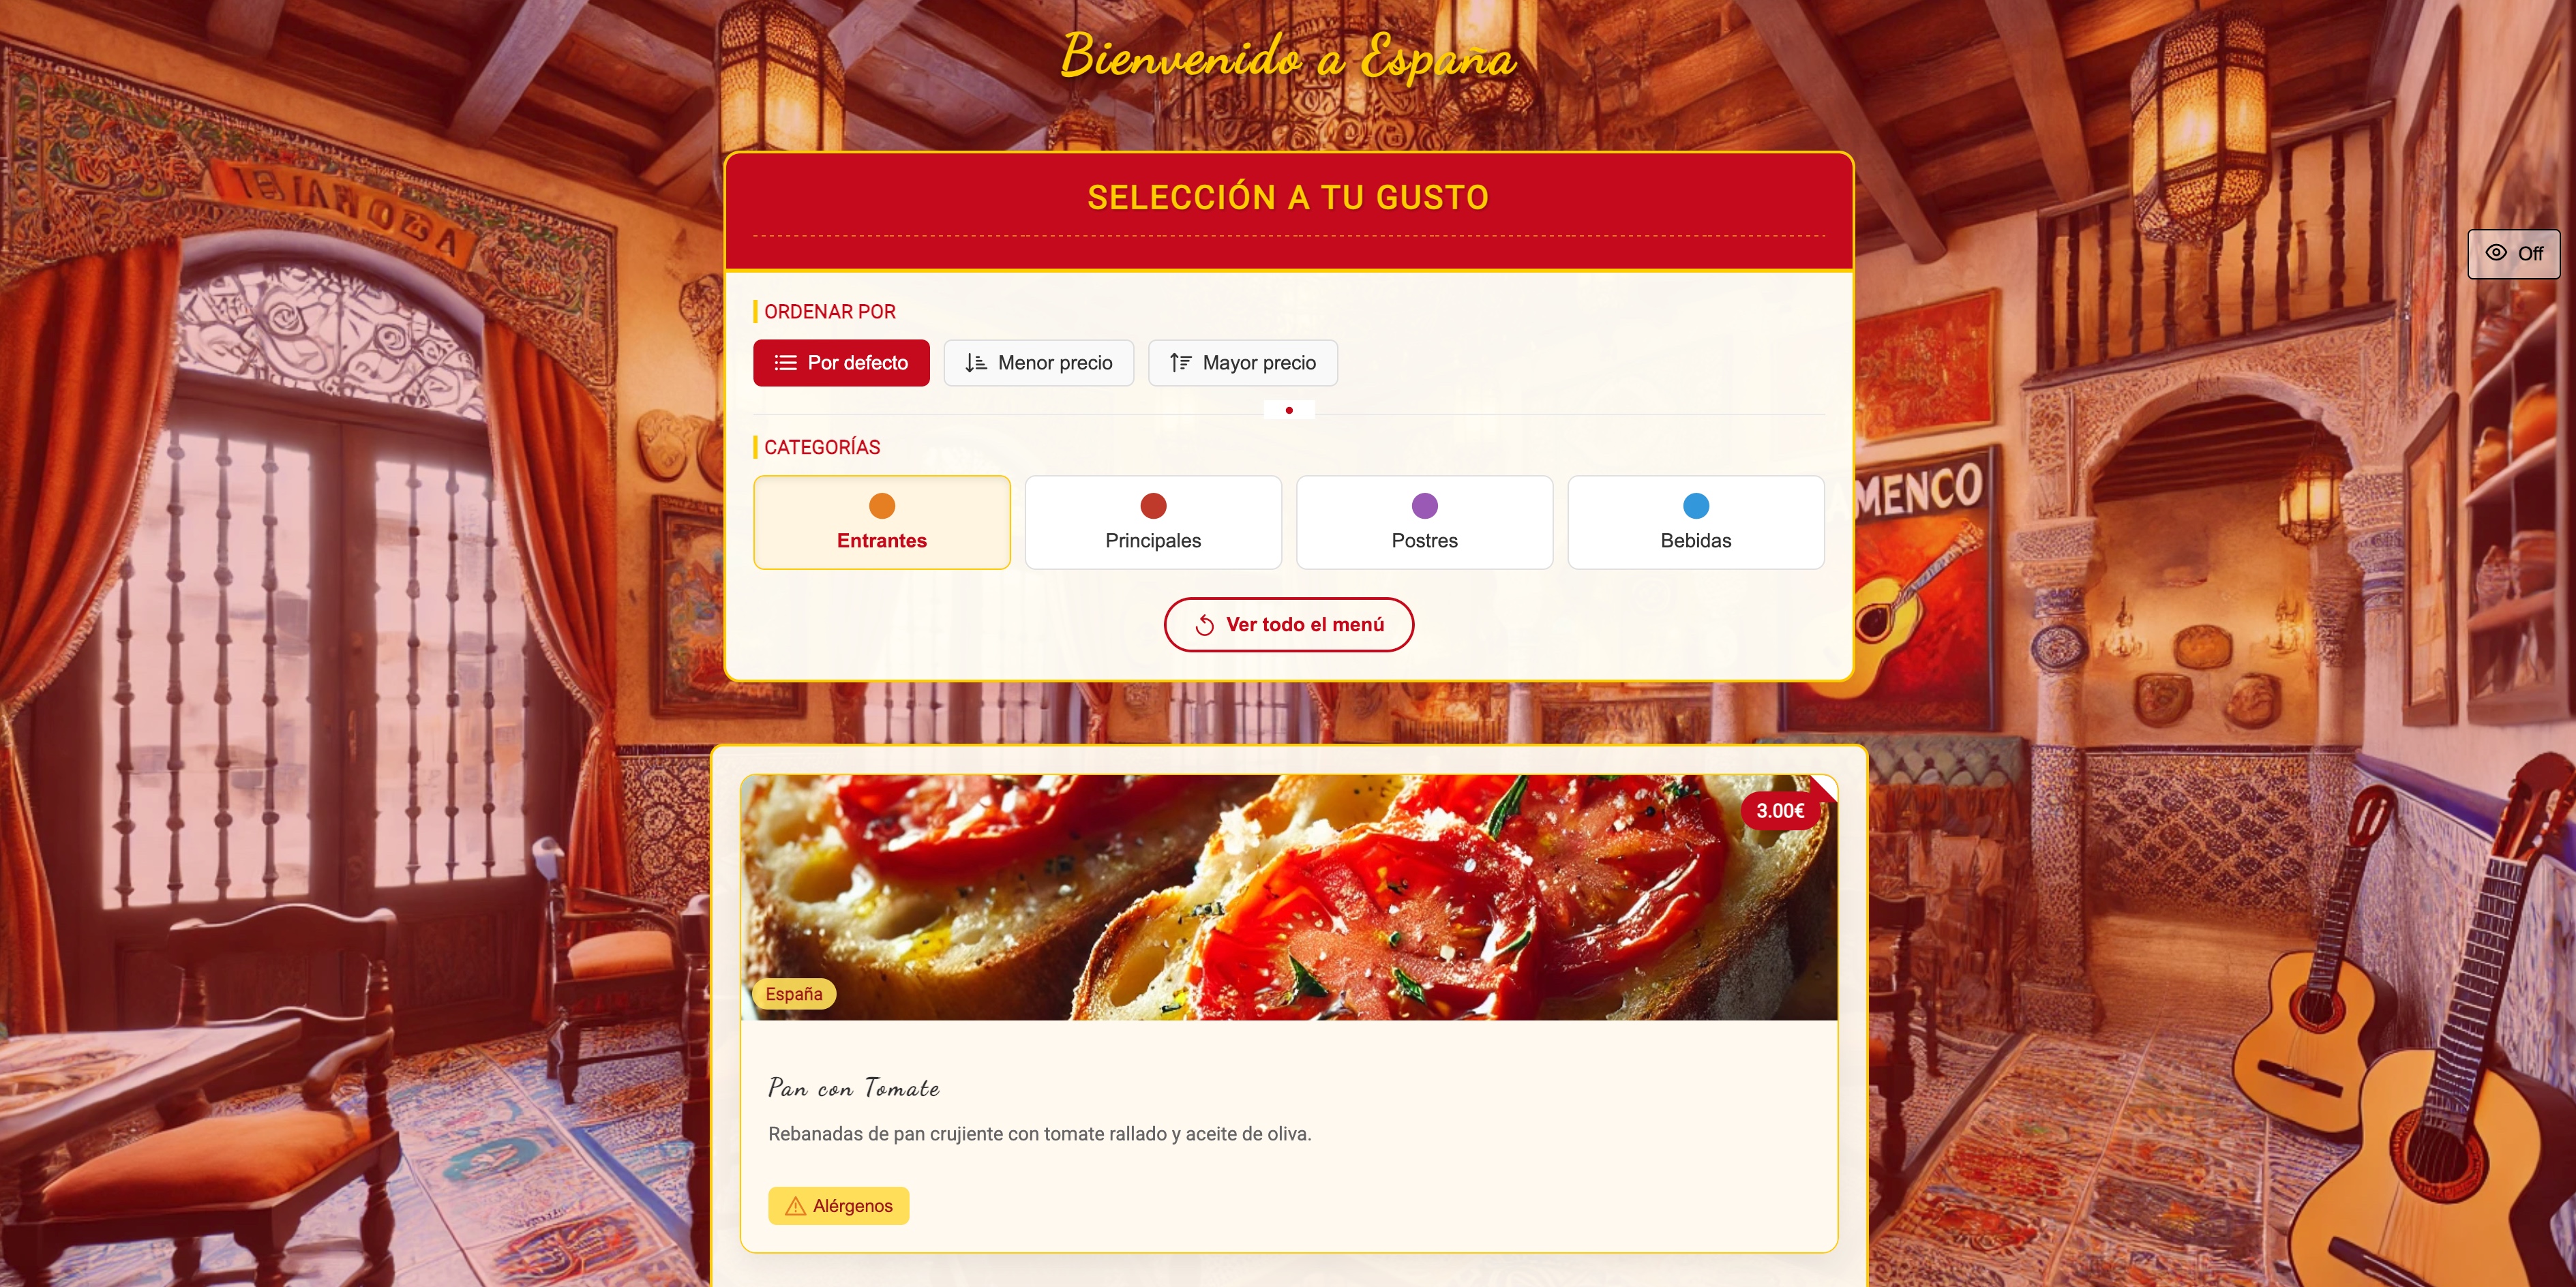 Bienvenido a España
SELECCIÓN A TU GUSTO
Off
ORDENAR POR
Por defecto
Menor precio
Mayor precio
CATEGORÍAS
Entrantes
Principales
Postres
Bebidas
MENCO
Ver todo el menú
3.00€
España
Pan con Tomate
Rebanadas de pan crujiente con tomate rallado y aceite de oliva.
Alérgenos